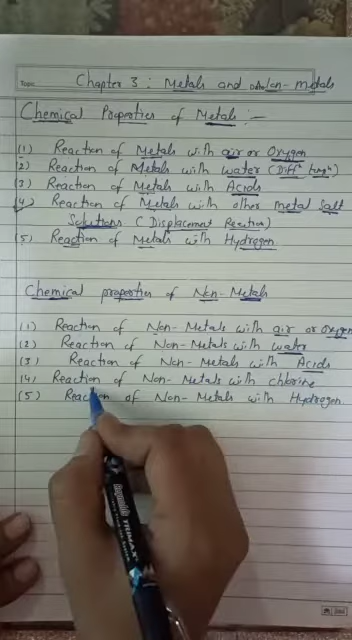 Topic Chapter 3 : Metals and Non-metals
Chemical Properties of Metals :-
(1) Reaction of Metals with air or Oxygen
(2) Reaction of Metals with water (Diff^n temp^r)
(3) Reaction of Metals with Acids
(4) Reaction of Metals with other metal Salt
Solutions (Displacement Reaction)
(5) Reaction of Metals with Hydrogen
Chemical properties of Non-Metals
(1) Reaction of Non-Metals with air or oxygen
(2) Reaction of Non-Metals with water
(3) Reaction of Non-Metals with Acids
(4) Reaction of Non-Metals with chlorine
(5) Reaction of Non-Metals with Hydrogen
Reynolds TRIMAX